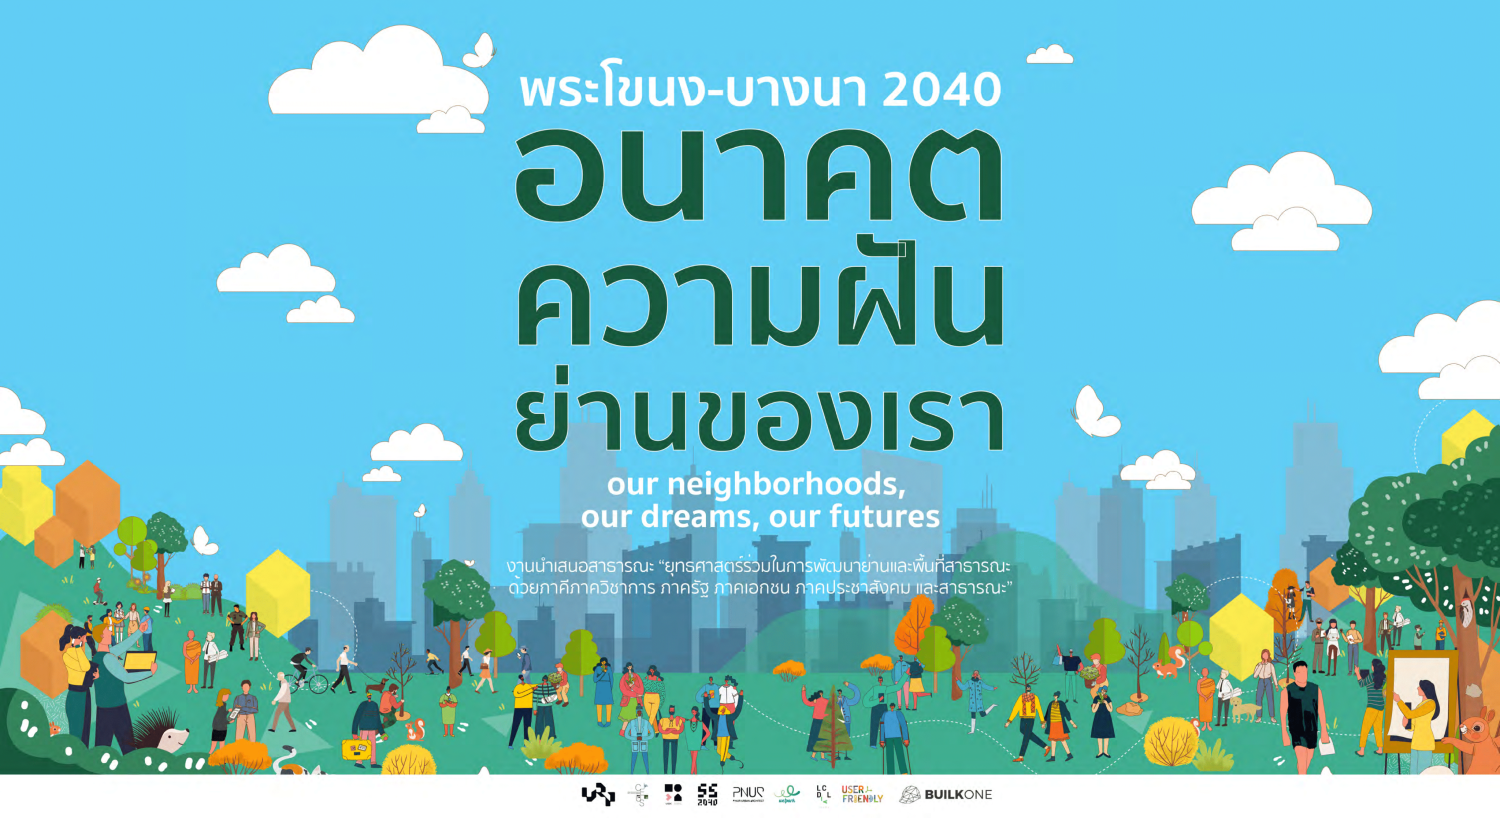 พระโขนง-บางนา 2040
อนาคต
ความฝัน
ย่านของเรา
our neighborhoods,
our dreams, our futures
งานนำเสนอสาธารณะ “ยุทธศาสตร์ร่วมในการพัฒนาย่านและพื้นที่สาธารณะ
ด้วยภาคีภาควิชาการ ภาครัฐ ภาคเอกชน ภาคประชาสังคม และสาธารณะ”
SS
2040
PNUR
LC
DL
USER
FRIENDLY
BUILKONE